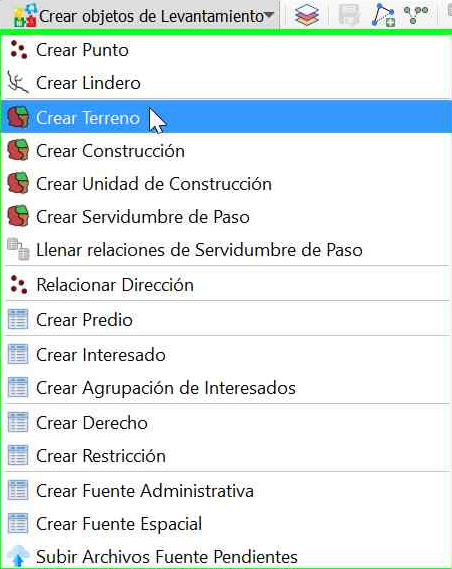 Crear objetos de Levantamiento
Crear Punto
Crear Lindero
Crear Terreno
Crear Construcción
Crear Unidad de Construcción
Crear Servidumbre de Paso
Llenar relaciones de Servidumbre de Paso
Relacionar Dirección
Crear Predio
Crear Interesado
Crear Agrupación de Interesados
Crear Derecho
Crear Restricción
Crear Fuente Administrativa
Crear Fuente Espacial
Subir Archivos Fuente Pendientes